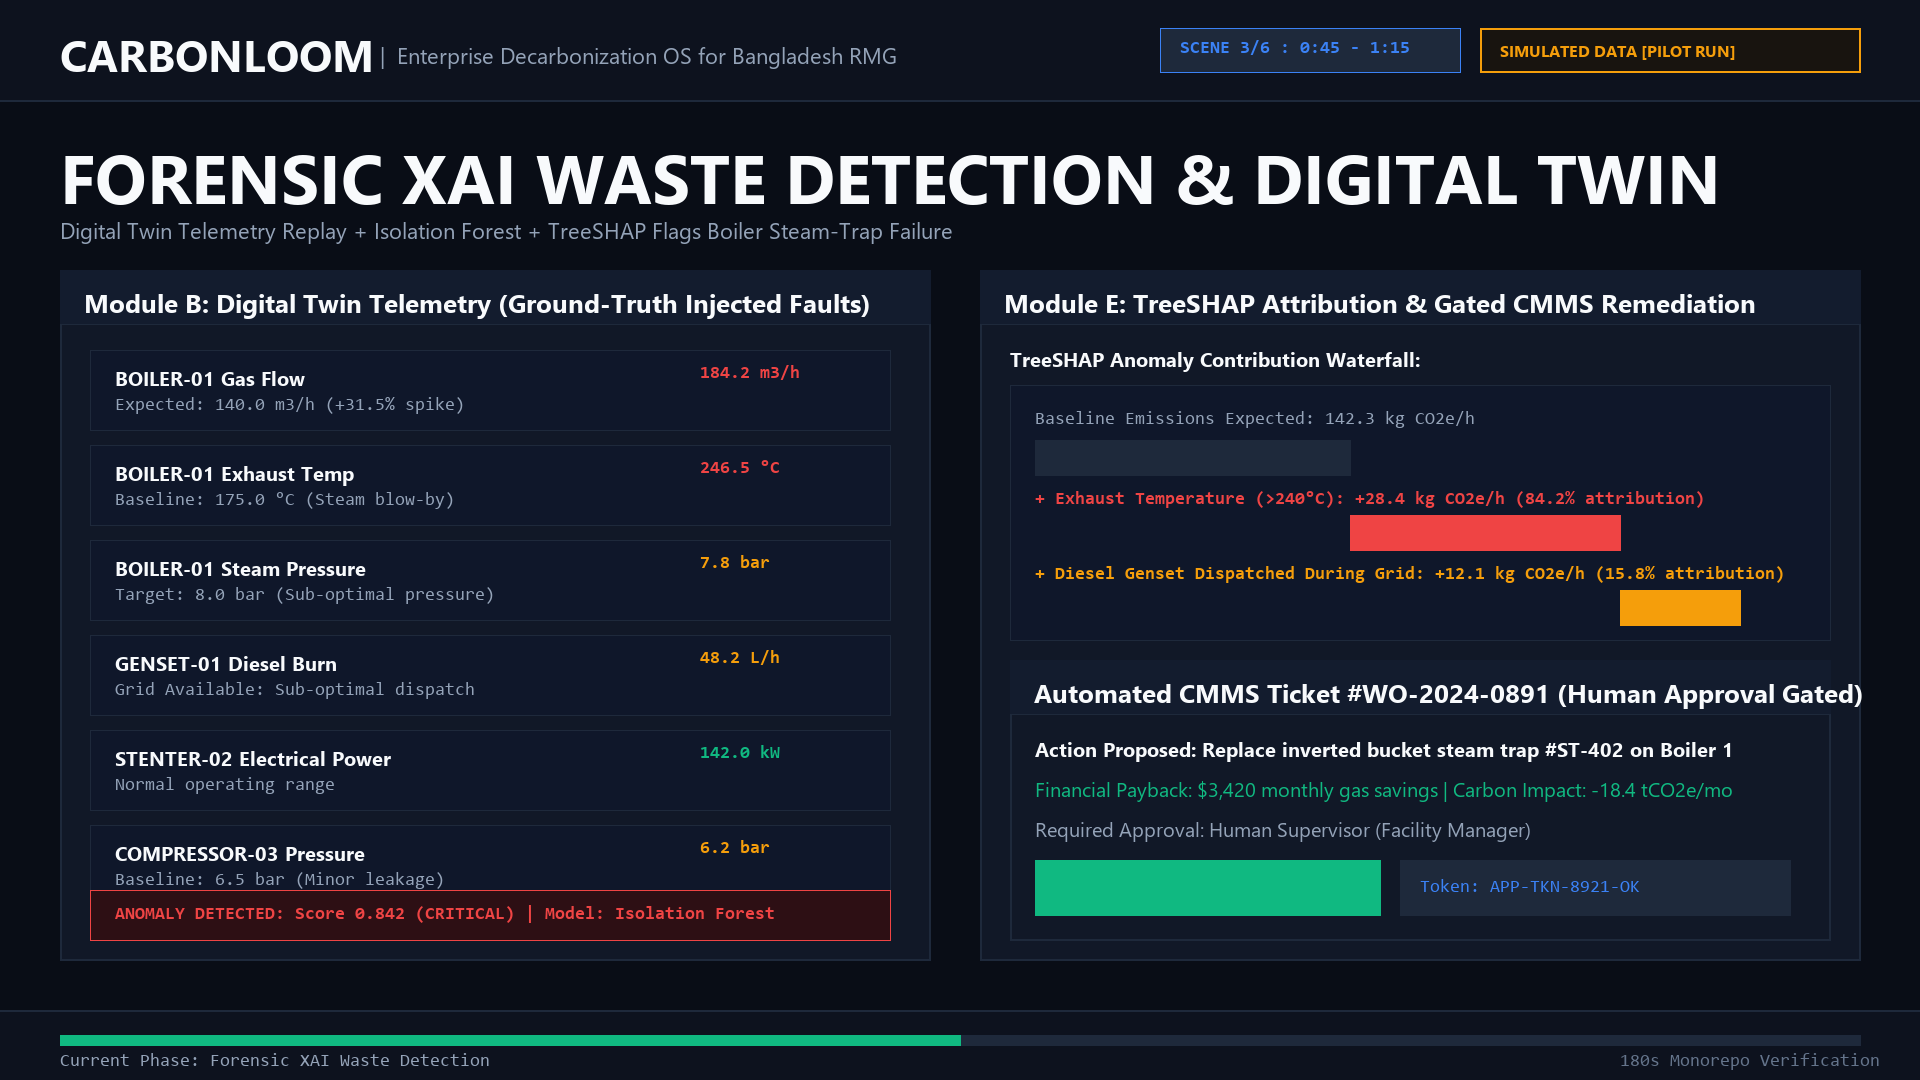 CARBONLOOM | Enterprise Decarbonization OS for Bangladesh RMG
SCENE 3/6 : 0:45 - 1:15
SIMULATED DATA [PILOT RUN]
FORENSIC XAI WASTE DETECTION & DIGITAL TWIN
Digital Twin Telemetry Replay + Isolation Forest + TreeSHAP Flags Boiler Steam-Trap Failure
Module B: Digital Twin Telemetry (Ground-Truth Injected Faults)
BOILER-01 Gas Flow
184.2 m3/h
Expected: 140.0 m3/h (+31.5% spike)
BOILER-01 Exhaust Temp
246.5 °C
Baseline: 175.0 °C (Steam blow-by)
BOILER-01 Steam Pressure
7.8 bar
Target: 8.0 bar (Sub-optimal pressure)
GENSET-01 Diesel Burn
48.2 L/h
Grid Available: Sub-optimal dispatch
STENTER-02 Electrical Power
142.0 kW
Normal operating range
COMPRESSOR-03 Pressure
6.2 bar
Baseline: 6.5 bar (Minor leakage)
ANOMALY DETECTED: Score 0.842 (CRITICAL) | Model: Isolation Forest
Module E: TreeSHAP Attribution & Gated CMMS Remediation
TreeSHAP Anomaly Contribution Waterfall:
Baseline Emissions Expected: 142.3 kg CO2e/h
+ Exhaust Temperature (>240°C): +28.4 kg CO2e/h (84.2% attribution)
+ Diesel Genset Dispatched During Grid: +12.1 kg CO2e/h (15.8% attribution)
Automated CMMS Ticket #WO-2024-0891 (Human Approval Gated)
Action Proposed: Replace inverted bucket steam trap #ST-402 on Boiler 1
Financial Payback: $3,420 monthly gas savings | Carbon Impact: -18.4 tCO2e/mo
Required Approval: Human Supervisor (Facility Manager)
Token: APP-TKN-8921-OK
Current Phase: Forensic XAI Waste Detection
180s Monorepo Verification